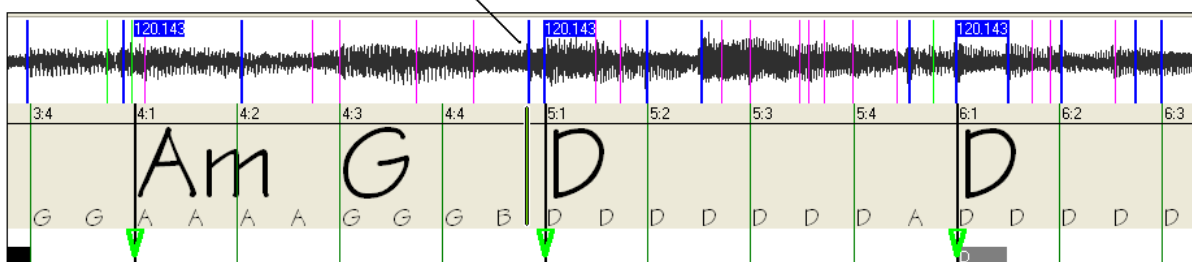 120.143 120.143 120.143
3:4 4:1 4:2 4:3 4:4 5:1 5:2 5:3 5:4 6:1 6:2 6:3
Am G D D
G G A A A A G G G B D D D D D D D A D D D D D
D